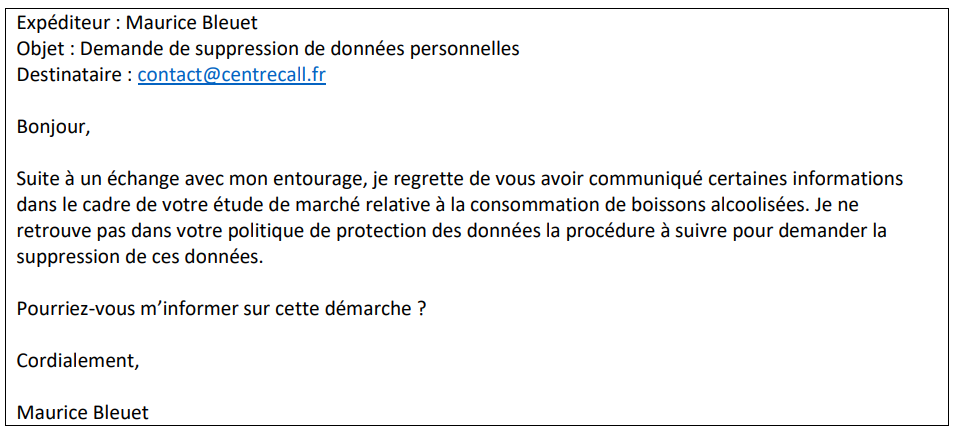 Expéditeur : Maurice Bleuet
Objet : Demande de suppression de données personnelles
Destinataire : contact@centrecall.fr
Bonjour,
Suite à un échange avec mon entourage, je regrette de vous avoir communiqué certaines informations
dans le cadre de votre étude de marché relative à la consommation de boissons alcoolisées. Je ne
retrouve pas dans votre politique de protection des données la procédure à suivre pour demander la
suppression de ces données.
Pourriez-vous m’informer sur cette démarche ?
Cordialement,
Maurice Bleuet